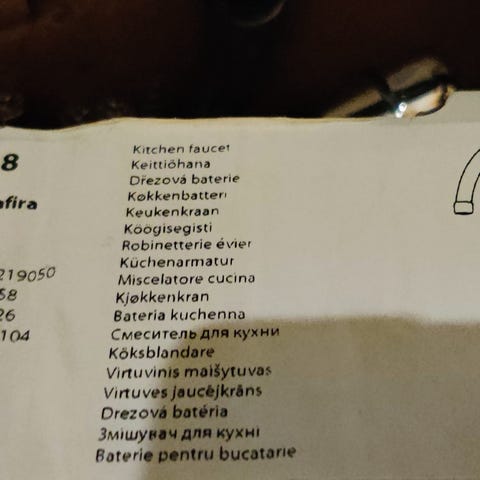 8
afira
219050
58
26
104
Kitchen faucet
Keittiöhana
Dřezová baterie
Køkkenbatteri
Keukenkraan
Köögisegisti
Robinetterie évier
Küchenarmatur
Miscelatore cucina
Kjøkkenkran
Bateria kuchenna
Смеситель для кухни
Köksblandare
Virtuvinis maišytuvas
Virtuves jaucējkrāns
Drezová batéria
Змішувач для кухні
Baterie pentru bucatarie